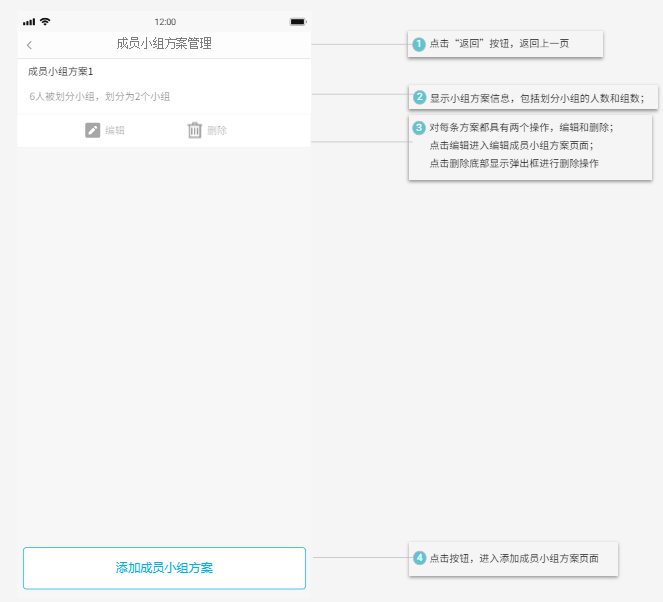 12:00
成员小组方案管理
成员小组方案1
6人被划分小组，划分为2个小组
编辑
删除
添加成员小组方案
1 点击“返回”按钮，返回上一页
2 显示小组方案信息，包括划分小组的人数和组数；
3 对每条方案都具有两个操作，编辑和删除；
点击编辑进入编辑成员小组方案页面；
点击删除底部显示弹出框进行删除操作
4 点击按钮，进入添加成员小组方案页面